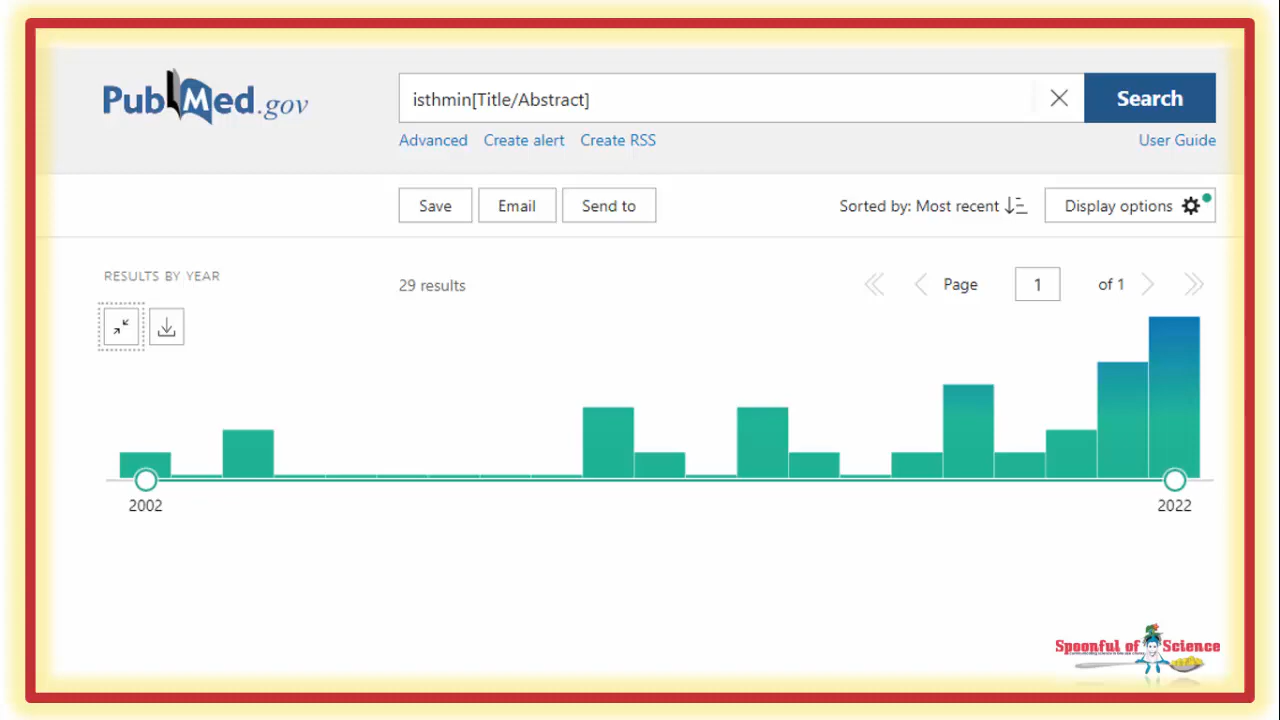 PubMed.gov
isthmin[Title/Abstract]
Search
Advanced Create alert Create RSS
User Guide
Save Email Send to
Sorted by: Most recent
Display options
RESULTS BY YEAR
29 results
Page 1 of 1
2002
2022
Spoonful of Science